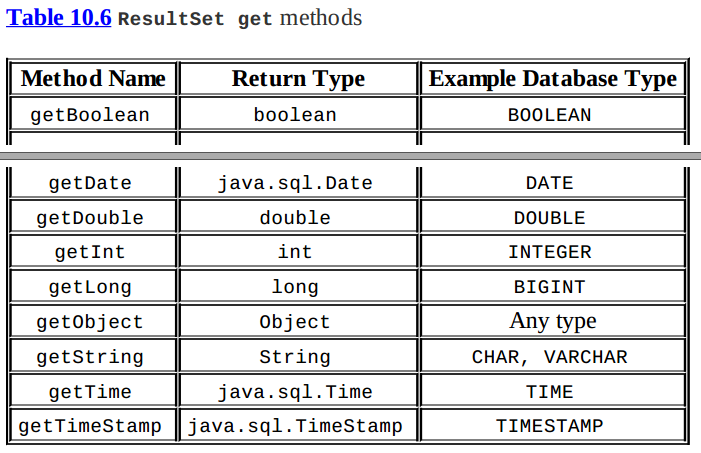 Table 10.6 ResultSet get methods
Method Name Return Type Example Database Type
getBoolean boolean BOOLEAN
getDate java.sql.Date DATE
getDouble double DOUBLE
getInt int INTEGER
getLong long BIGINT
getObject Object Any type
getString String CHAR, VARCHAR
getTime java.sql.Time TIME
getTimeStamp java.sql.TimeStamp TIMESTAMP